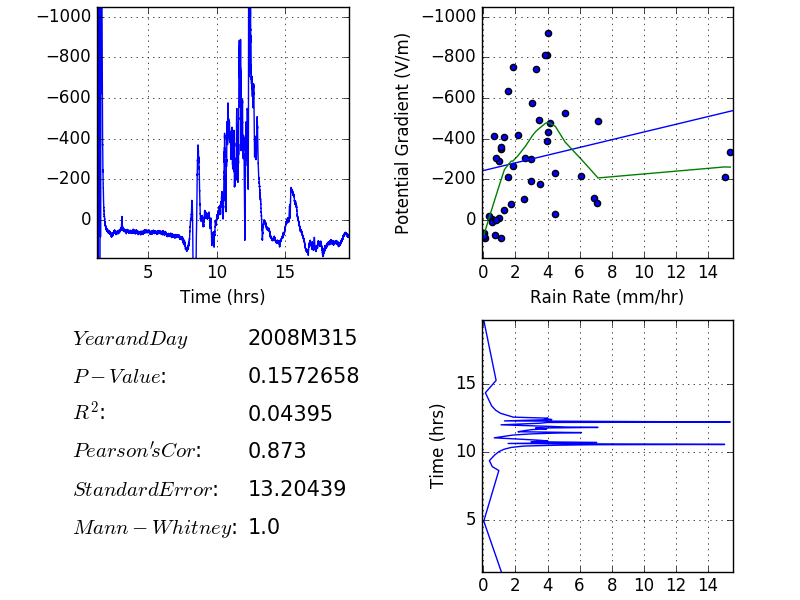 −1000
−800
−600
−400
−200
0
5 10 15
Time (hrs)
Potential Gradient (V/m)
−1000
−800
−600
−400
−200
0
0 2 4 6 8 10 12 14
Rain Rate (mm/hr)
YearandDay 2008M315
P−Value: 0.1572658
R²: 0.04395
Pearson'sCor: 0.873
StandardError: 13.20439
Mann−Whitney: 1.0
Time (hrs)
15
10
5
0 2 4 6 8 10 12 14